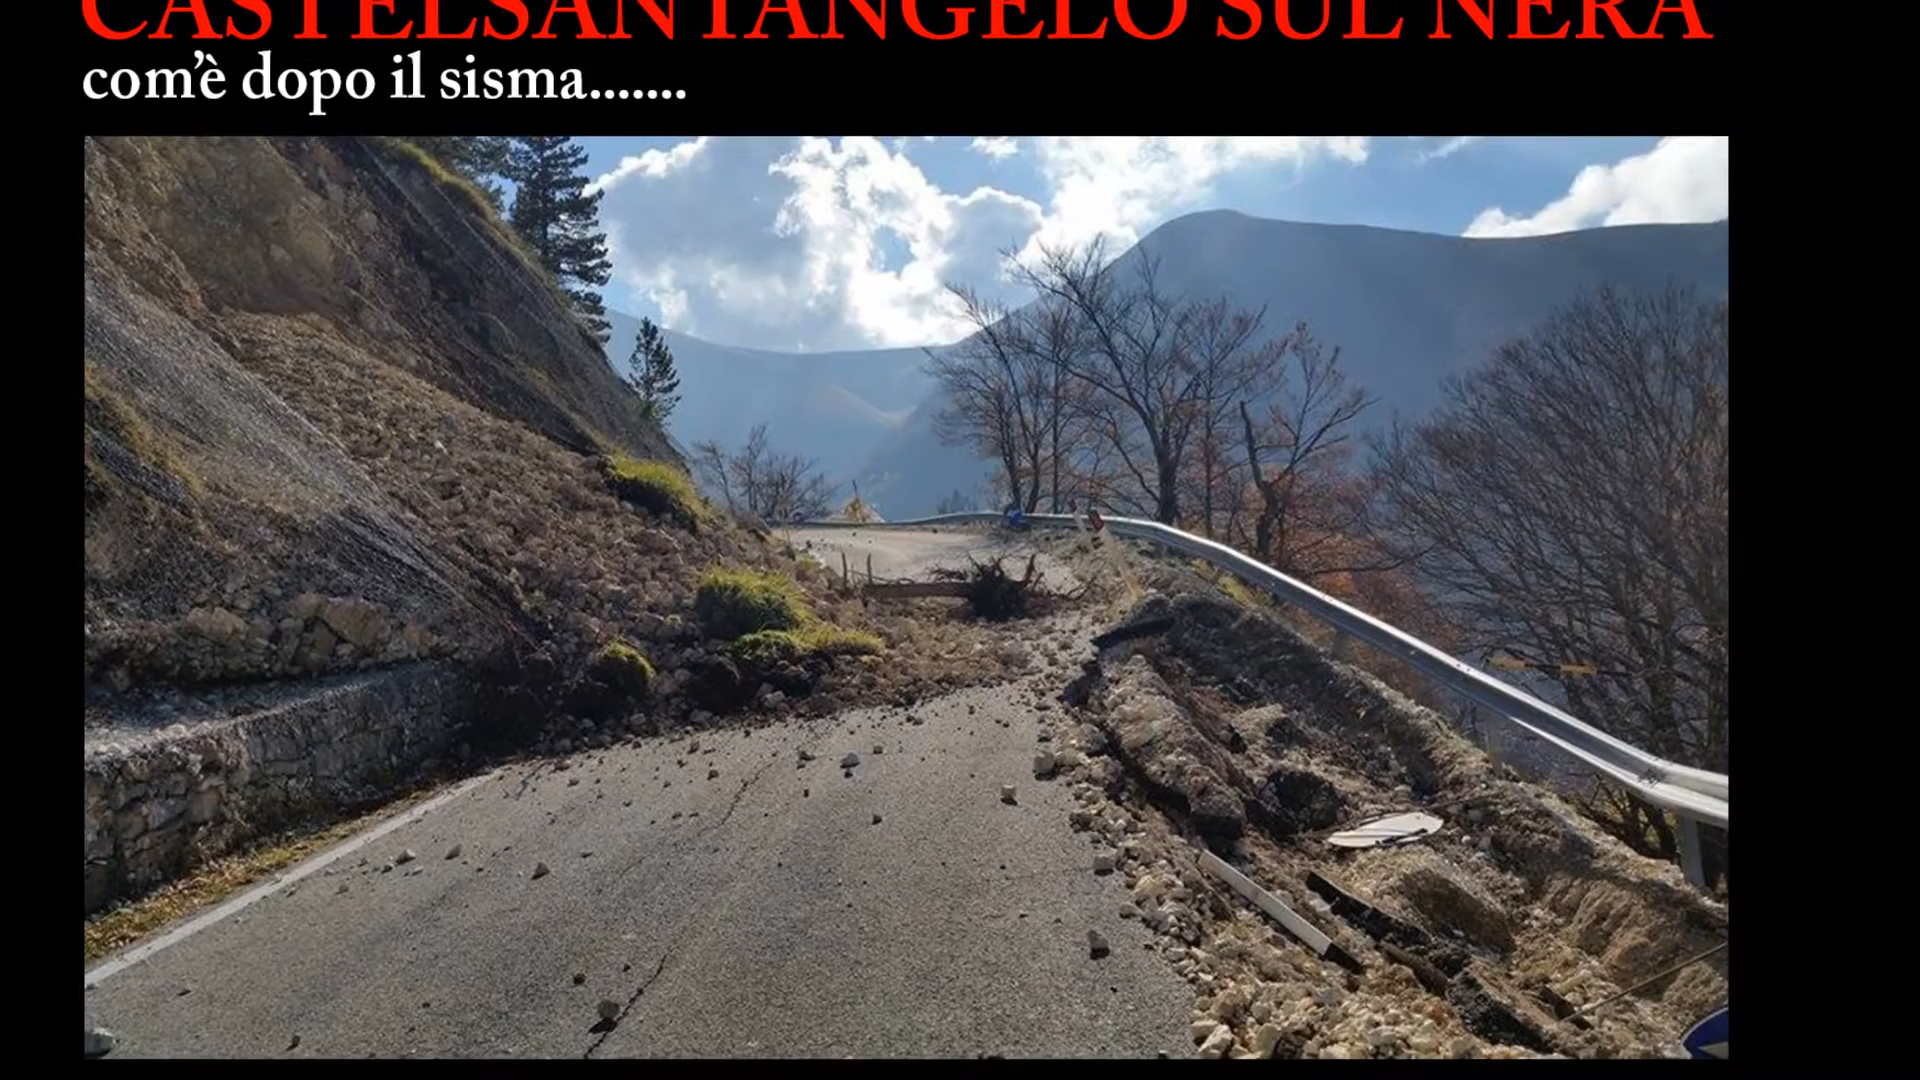 CASTELSANTANGELO SUL NERA
com'è dopo il sisma.......